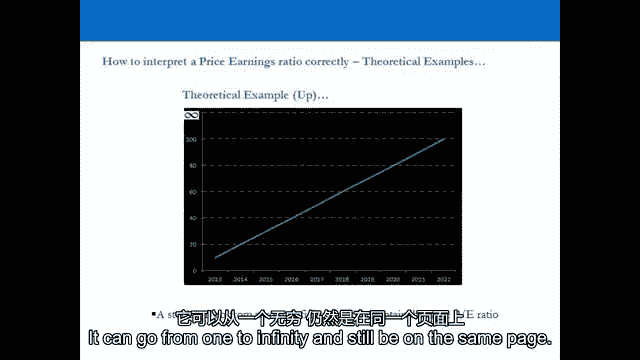 How to interpret a Price Earnings ratio correctly – Theoretical Examples…
Theoretical Example (Up)…
∞
100
80
60
40
20
0
2013 2014 2015 2016 2017 2018 2019 2020 2021 2022
▪A /E ratio
它可以从一个无穷 仍然是在同一个页面上
It can go from one to infinity and still be on the same page.